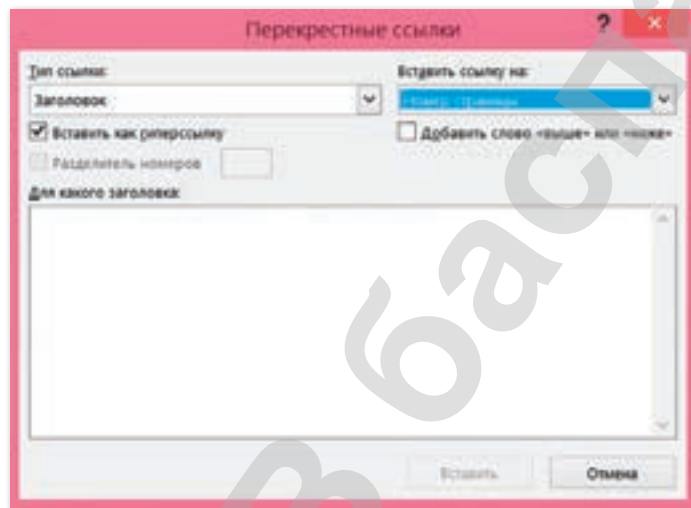 Перекрестные ссылки
Тип ссылки: Вставить ссылку на:
Заголовок Номер страницы
Вставить как гиперссылку Добавить слово «выше» или «ниже»
Разделитель номеров
Для какого заголовка:
Вставить Отмена
баспа